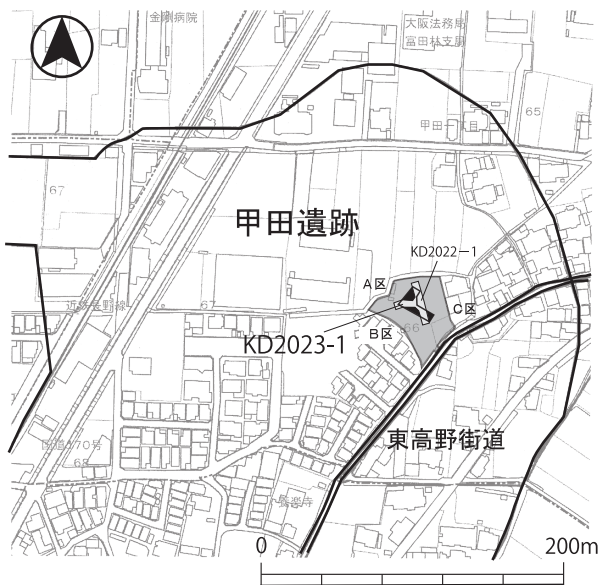 金剛病院
大阪法務局
富田林支局
65
67
甲田遺跡
KD2022-1
A区
近鉄長野線
67
66
C区
B区
KD2023-1
国道170号
68
東高野街道
0
200m